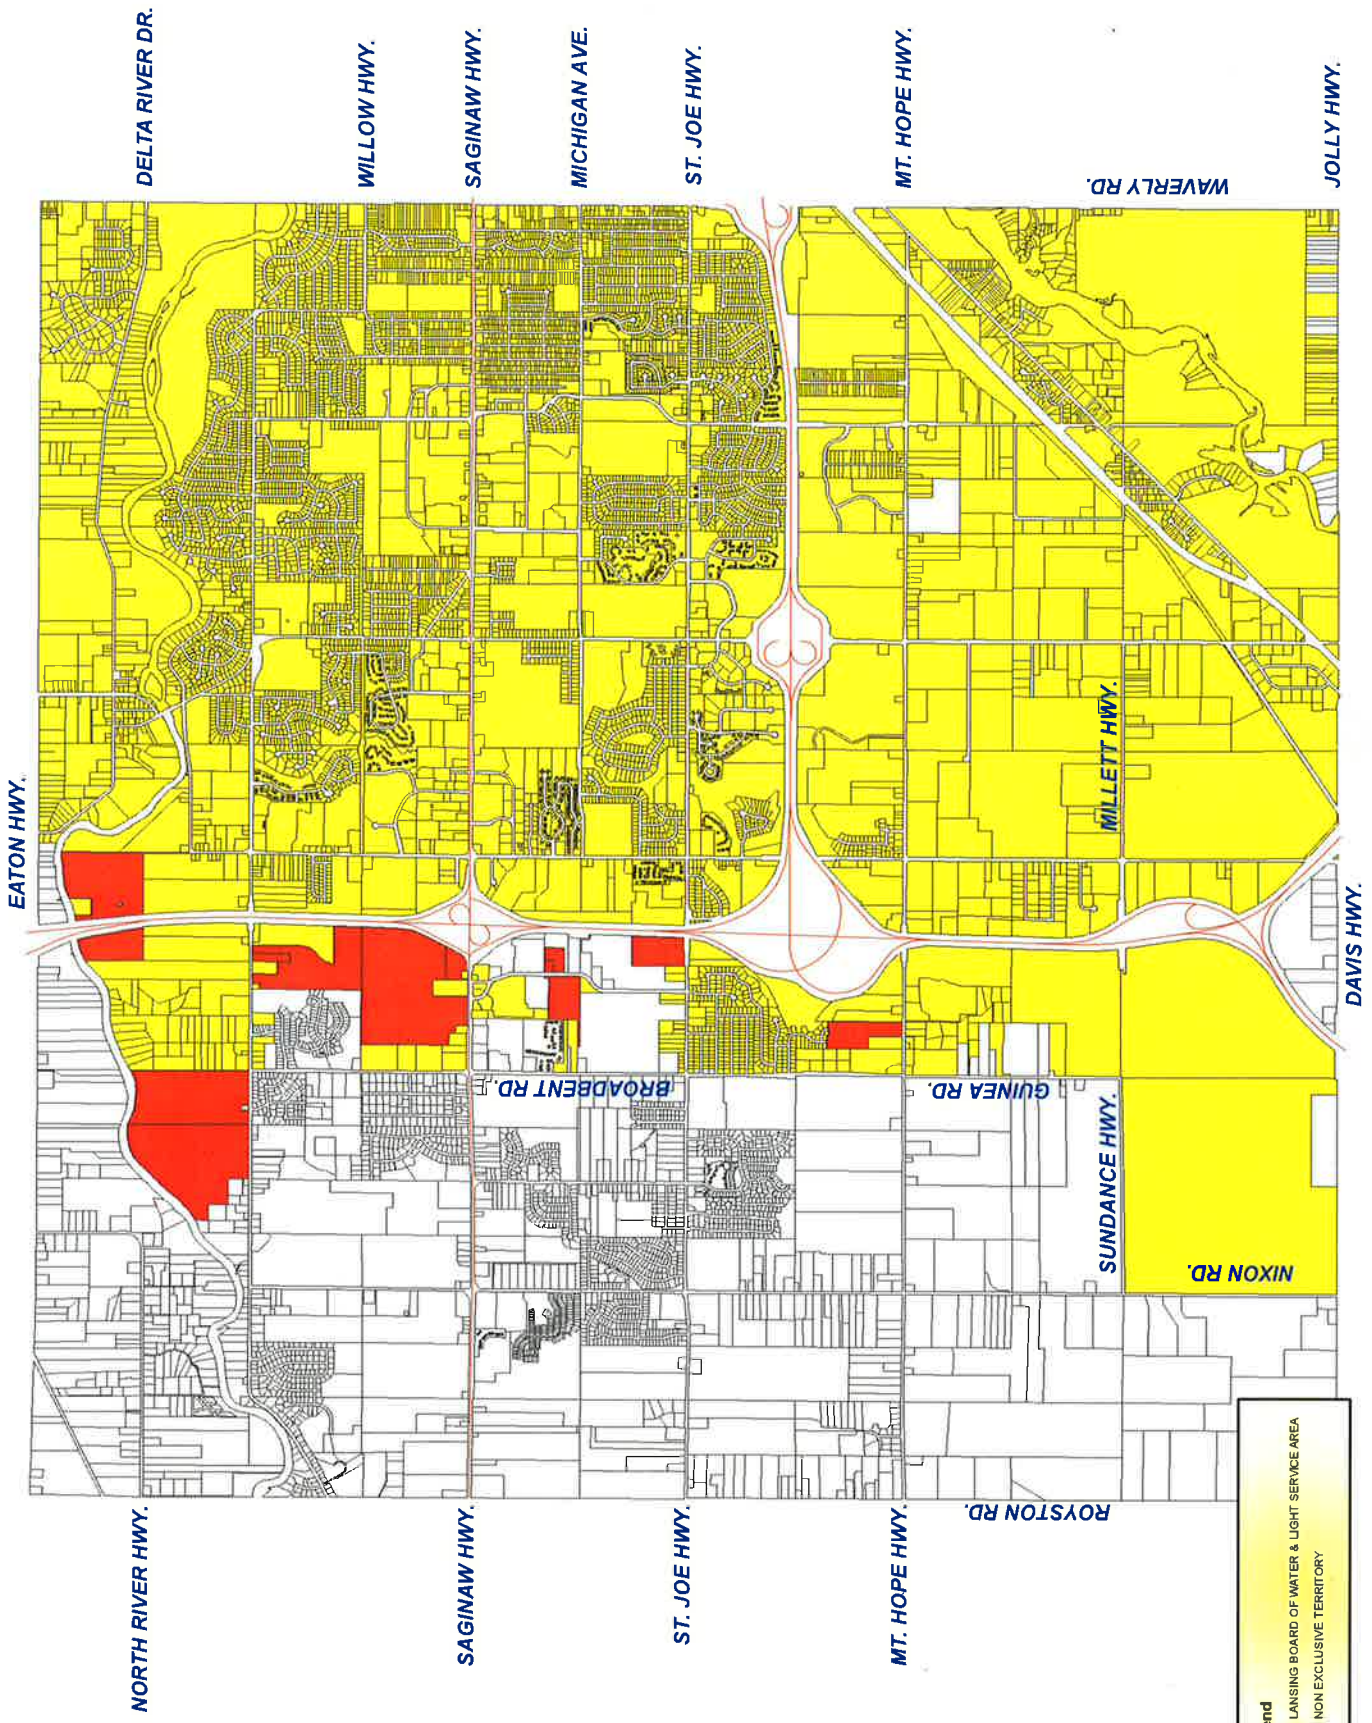 DELTA RIVER DR.
WILLOW HWY.
SAGINAW HWY.
MICHIGAN AVE.
ST. JOE HWY.
MT. HOPE HWY.
WAVERLY RD.
JOLLY HWY.
EATON HWY.
MILLETT HWY.
DAVIS HWY.
BROADBENT RD.
GUINEA RD.
SUNDANCE HWY.
NIXON RD.
NORTH RIVER HWY.
SAGINAW HWY.
ST. JOE HWY.
MT. HOPE HWY.
ROYSTON RD.
end
LANSING BOARD OF WATER & LIGHT SERVICE AREA
NON EXCLUSIVE TERRITORY